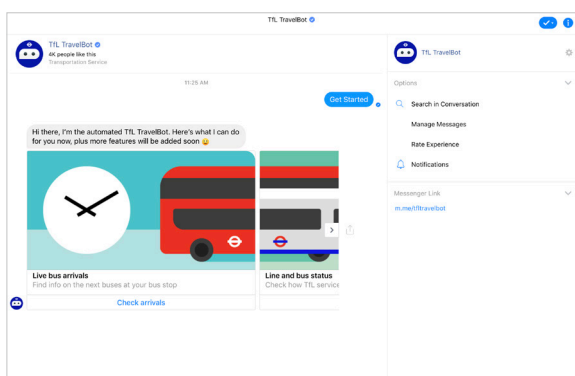 TfL TravelBot
TfL TravelBot
4K people like this
Transportation Service
TfL TravelBot
11:25 AM
Options
Get Started
Search in Conversation
Manage Messages
Hi there, I'm the automated TfL TravelBot. Here's what I can do
for you now, plus more features will be added soon 😉
Rate Experience
Notifications
Messenger Link
m.me/tfltravelbot
Live bus arrivals
Find info on the next buses at your bus stop
Check arrivals
Line and bus status
Check how TfL service